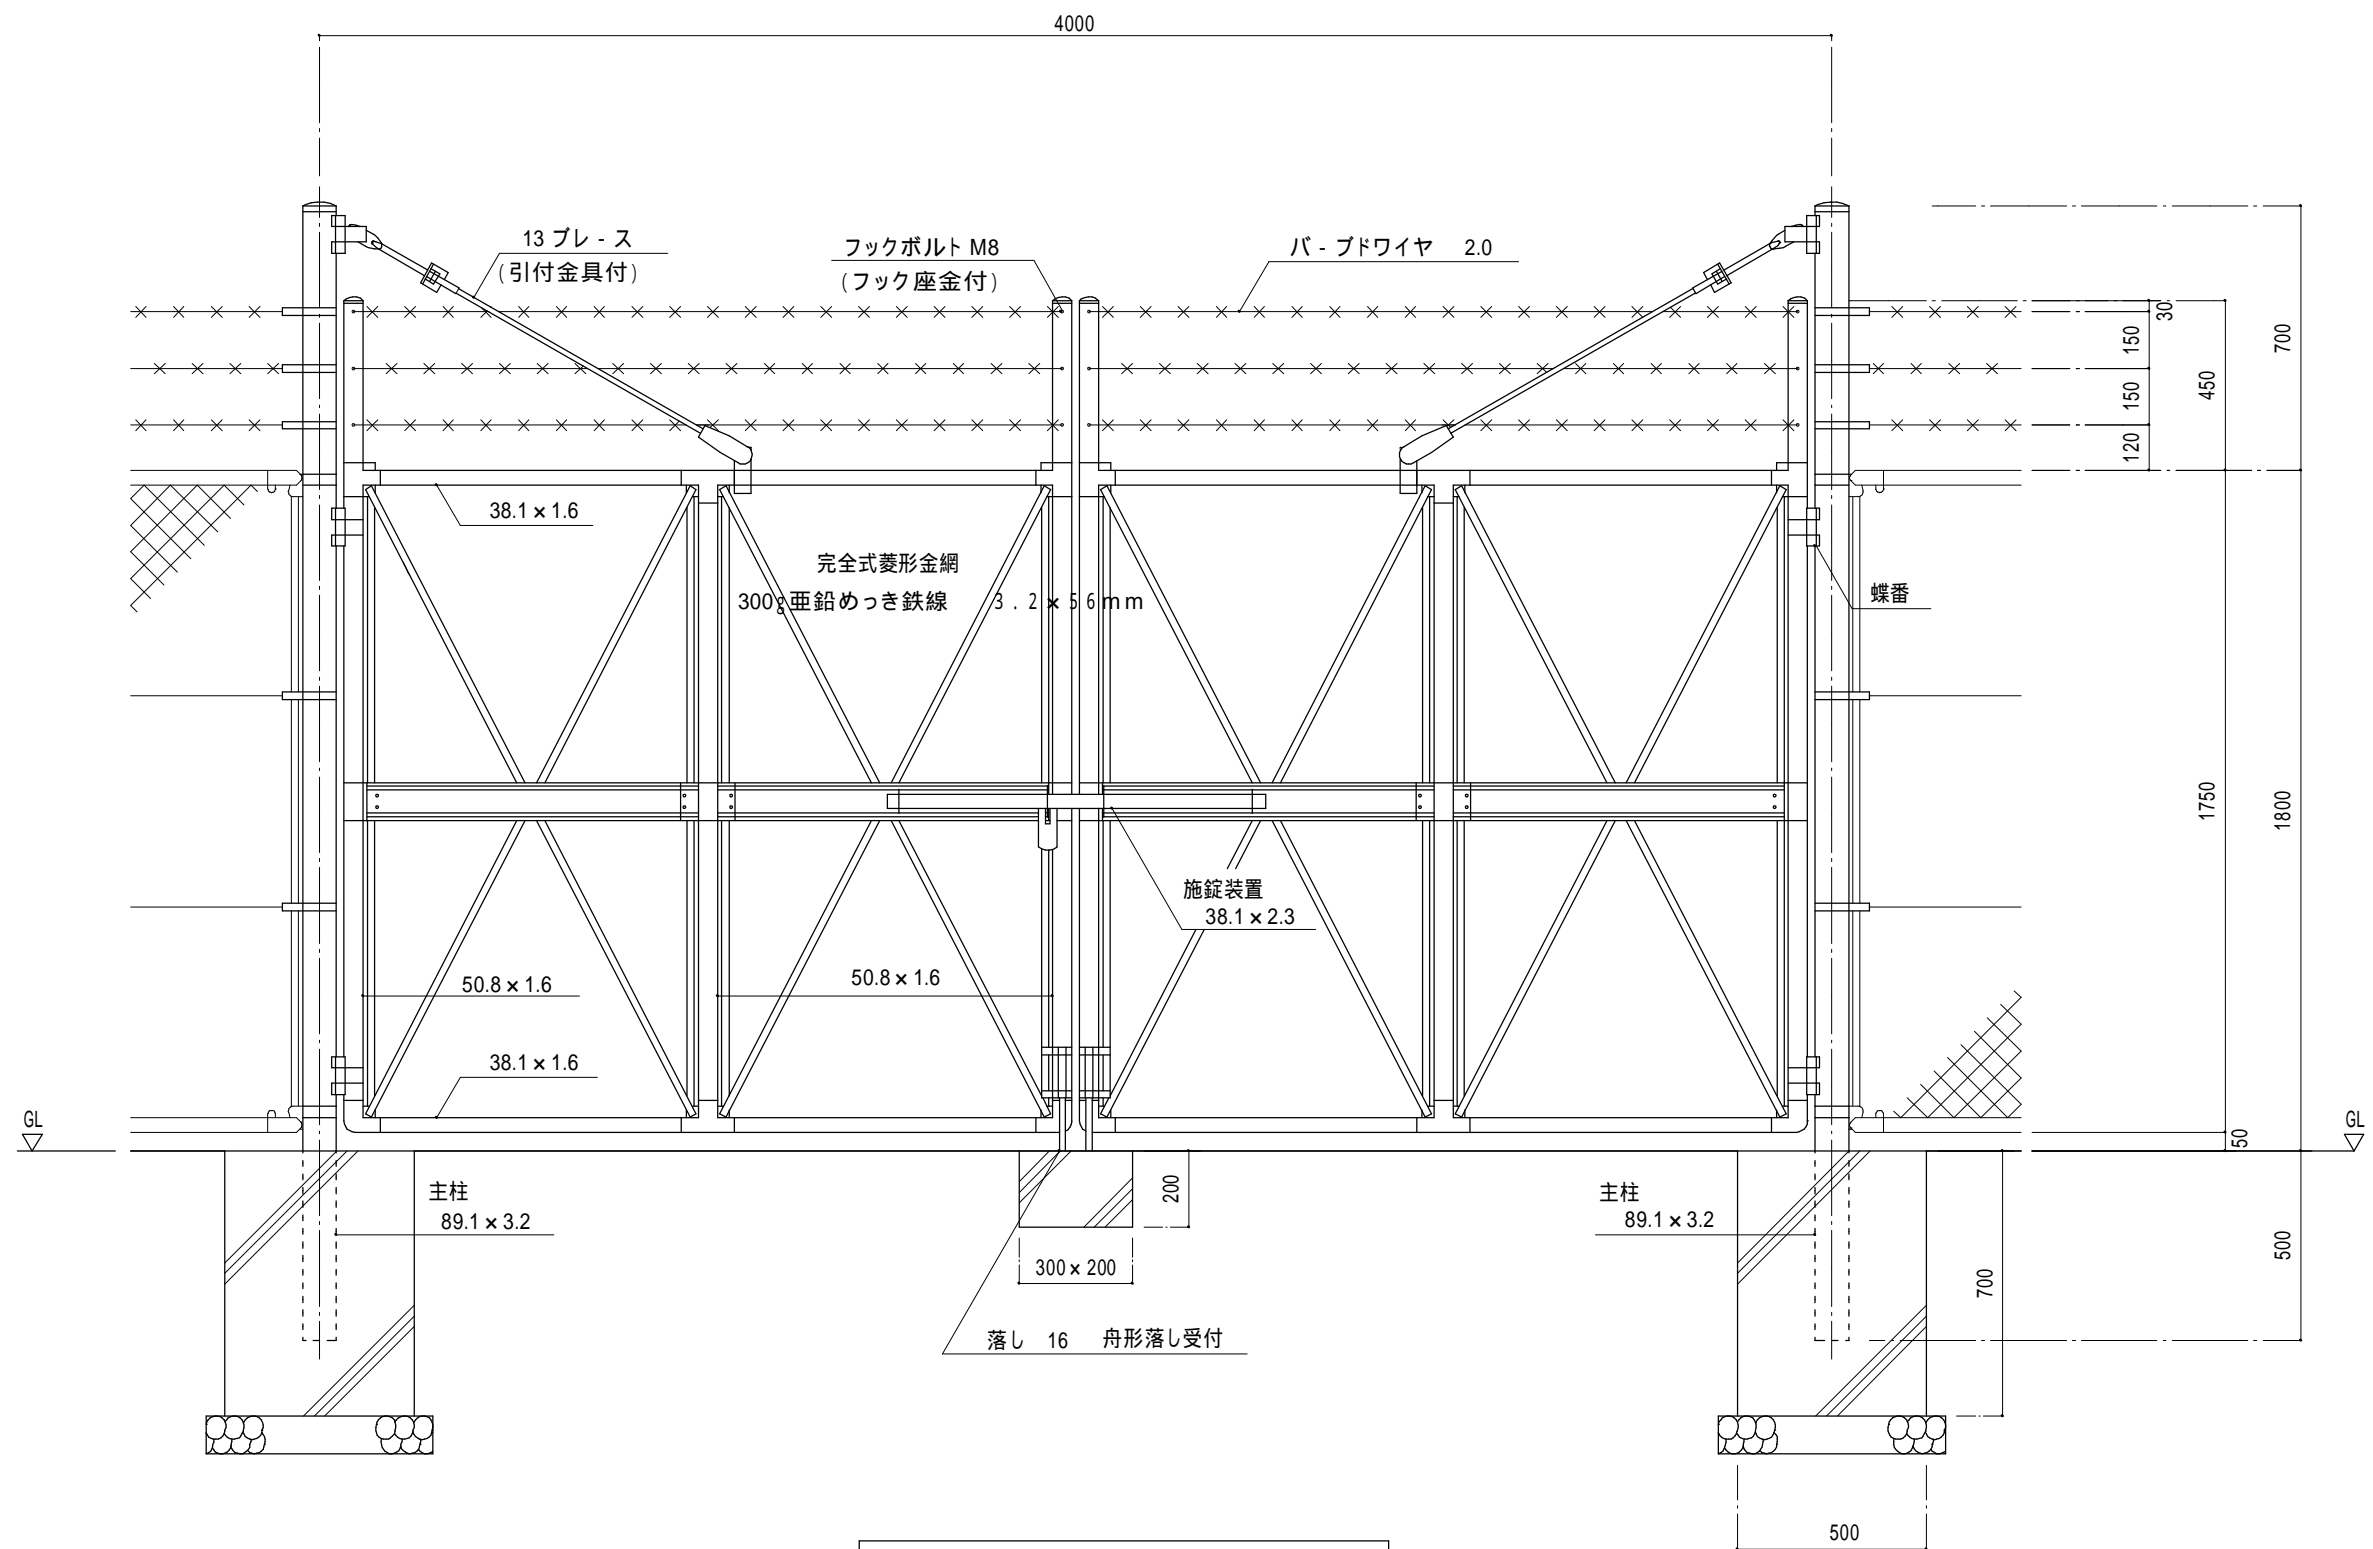 4000
13 ブレ - ス
(引付金具付)
フックボルト M8
(フック座金付)
バ - ブドワイヤ 2.0
30
150
150
120
450
700
38.1×1.6
完全式菱形金網
300g亜鉛めっき鉄線 3.2×56mm
蝶番
1750
1800
施錠装置
38.1×2.3
50.8×1.6
50.8×1.6
38.1×1.6
GL
GL
50
主柱
89.1×3.2
200
300×200
主柱
89.1×3.2
700
500
落し 16 舟形落し受付
500